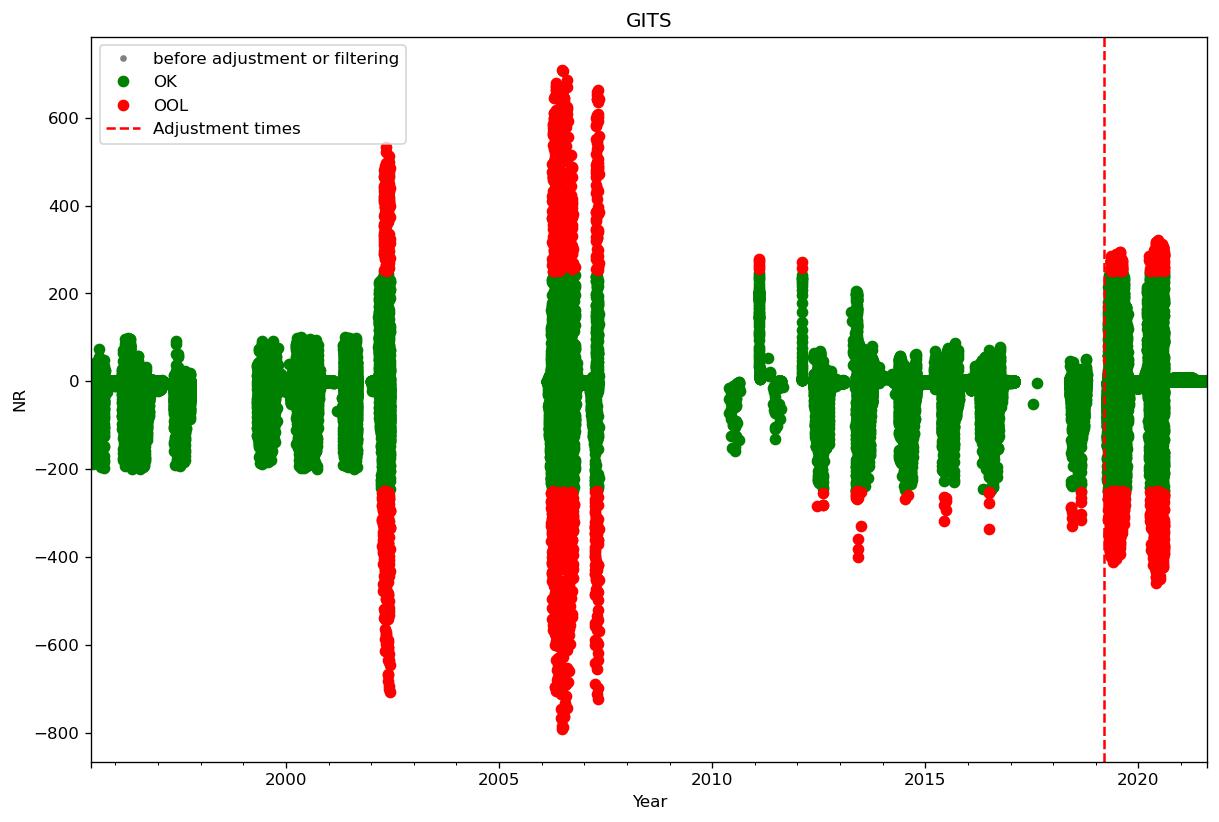 GITS
before adjustment or filtering
OK
OOL
Adjustment times
NR
600
400
200
0
−200
−400
−600
−800
2000
2005
2010
2015
2020
Year